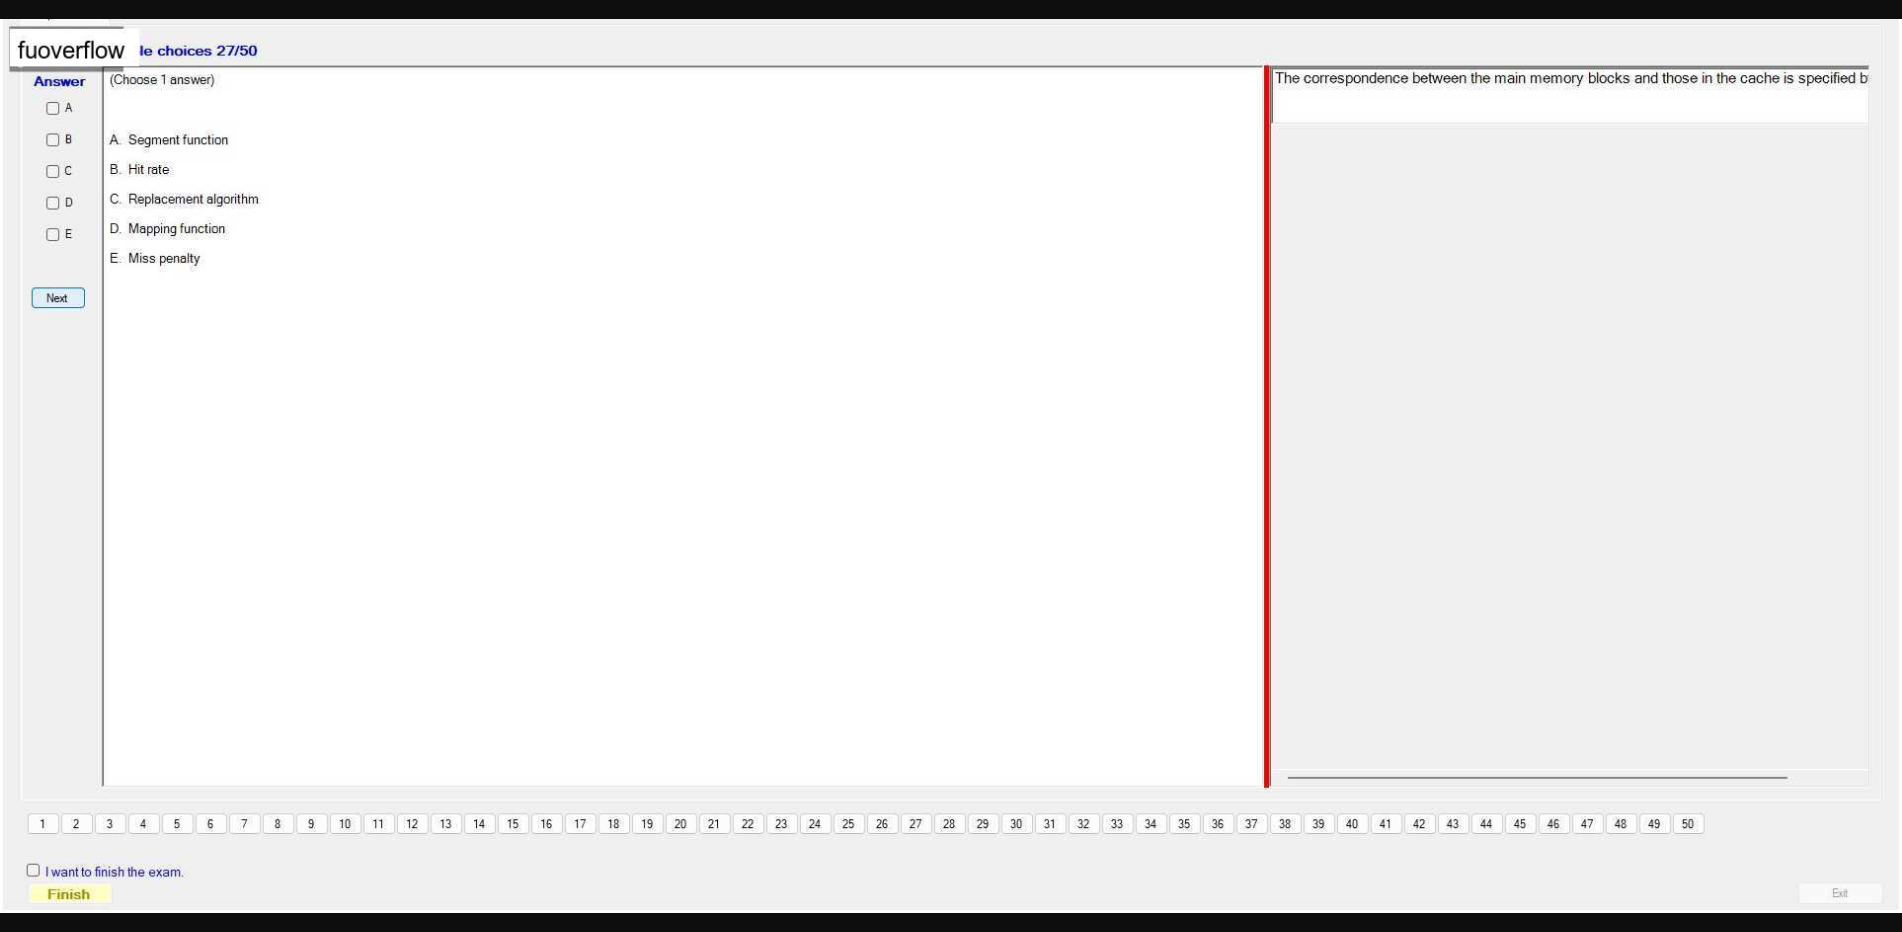 fuoverflow le choices 27/50
Answer
(Choose 1 answer)
The correspondence between the main memory blocks and those in the cache is specified b
A
B
C
D
E
A. Segment function
B. Hit rate
C. Replacement algorithm
D. Mapping function
E. Miss penalty
Next
1 2 3 4 5 6 7 8 9 10 11 12 13 14 15 16 17 18 19 20 21 22 23 24 25 26 27 28 29 30 31 32 33 34 35 36 37 38 39 40 41 42 43 44 45 46 47 48 49 50
I want to finish the exam.
Finish
Exit